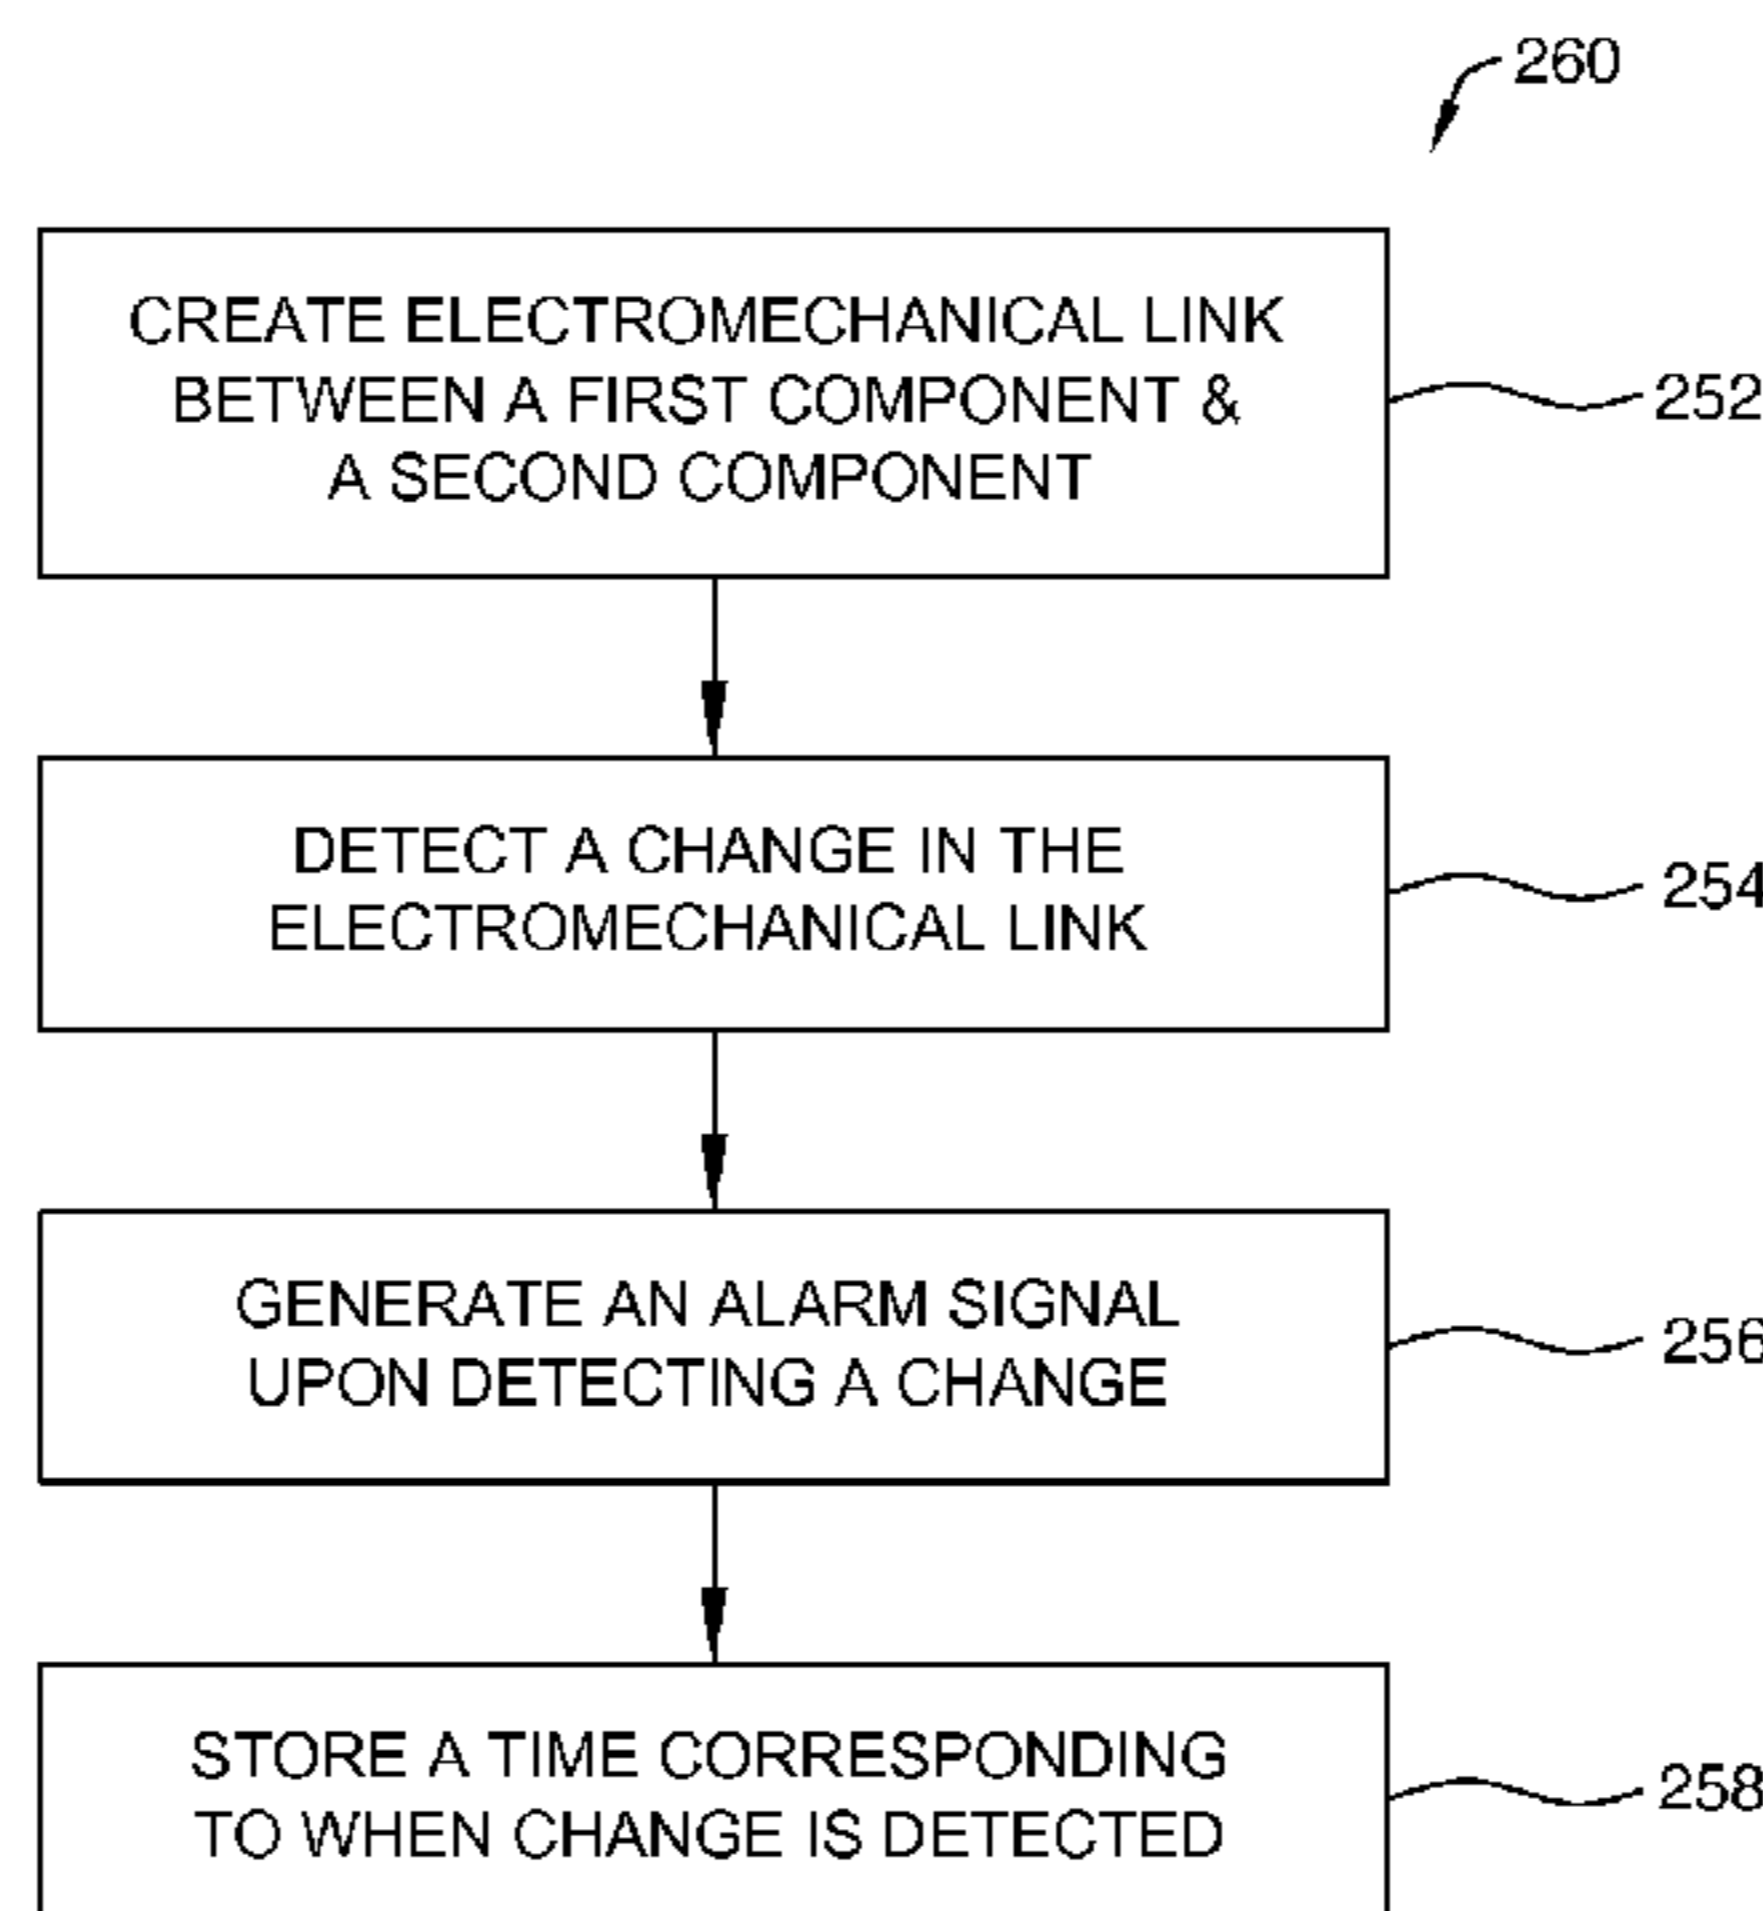 260
CREATE ELECTROMECHANICAL LINK
BETWEEN A FIRST COMPONENT &
A SECOND COMPONENT
252
DETECT A CHANGE IN THE
ELECTROMECHANICAL LINK
254
GENERATE AN ALARM SIGNAL
UPON DETECTING A CHANGE
256
STORE A TIME CORRESPONDING
TO WHEN CHANGE IS DETECTED
258